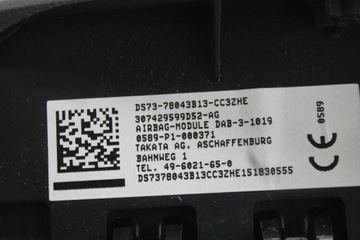 DS73-78043B13-CC3ZHE
307429599D52-AG
AIRBAG-MODULE DAB-3-1019
0589-P1-000371
TAKATA AG, ASCHAFFENBURG
BAHNWEG 1
TEL. 49-6021-65-0
DS7378043B13CC3ZHE151830555
CE 0589